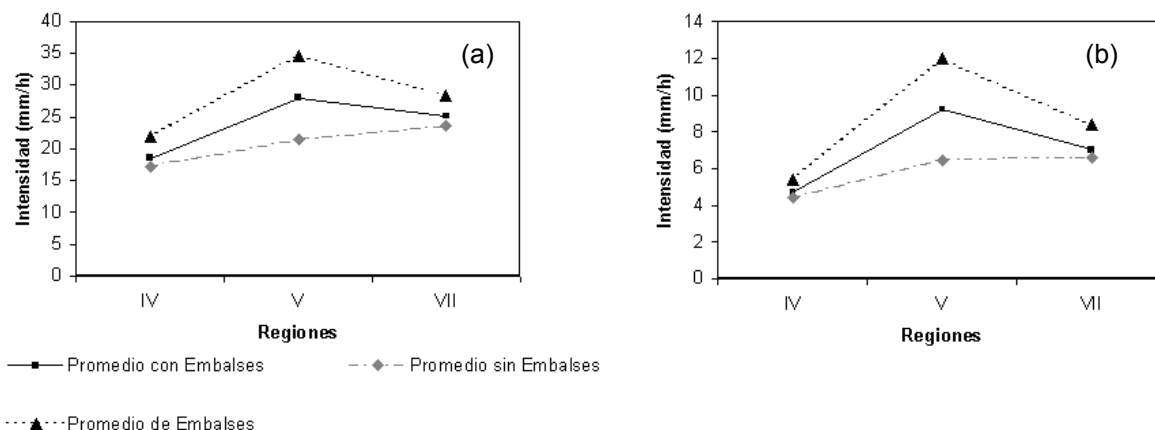 40
35
30
25
20
15
10
5
0
Intensidad (mm/h)
(a)
IV V VII
Regiones
14
12
10
8
6
4
2
0
Intensidad (mm/h)
(b)
IV V VII
Regiones
Promedio con Embalses Promedio sin Embalses
Promedio de Embalses